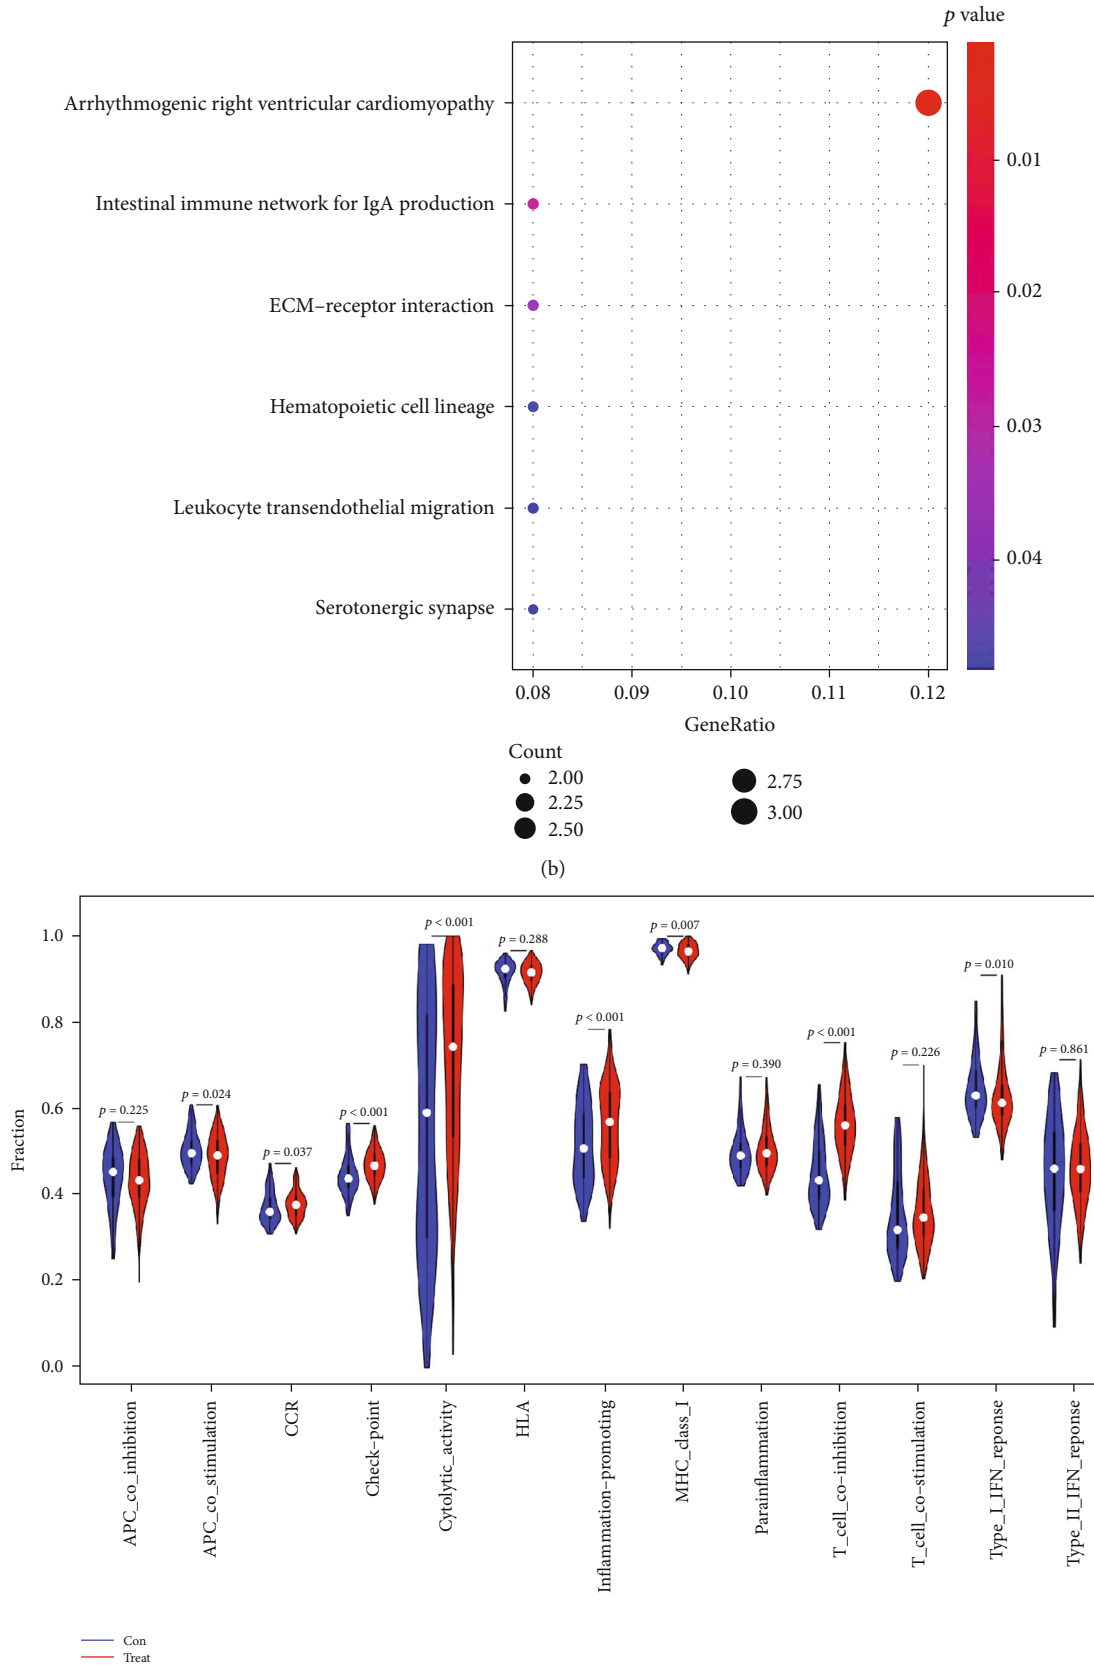 p value
Arrhythmogenic right ventricular cardiomyopathy
0.01
Intestinal immune network for IgA production
0.02
ECM–receptor interaction
Hematopoietic cell lineage
0.03
Leukocyte transendothelial migration
0.04
Serotonergic synapse
0.08 0.09 0.10 0.11 0.12
GeneRatio
Count
2.00 2.75
2.25 3.00
2.50
(b)
1.0
0.8
0.6
0.4
0.2
0.0
Fraction
p = 0.225
p = 0.024
p = 0.037
p < 0.001
p < 0.001
p = 0.288
p < 0.001
p = 0.007
p = 0.390
p < 0.001
p = 0.226
p = 0.010
p = 0.861
APC_co_inhibition
APC_co_stimulation
CCR
Check–point
Cytolytic_activity
HLA
Inflammation–promoting
MHC_class_I
Parainflammation
T_cell_co–inhibition
T_cell_co–stimulation
Type_I_IFN_reponse
Type_II_IFN_reponse
Con
Treat